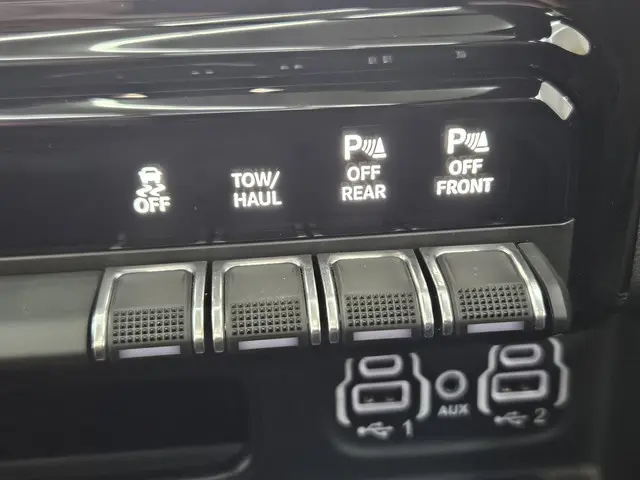 OFF
TOW/
HAUL
P
OFF
REAR
P
OFF
FRONT
1
AUX
2